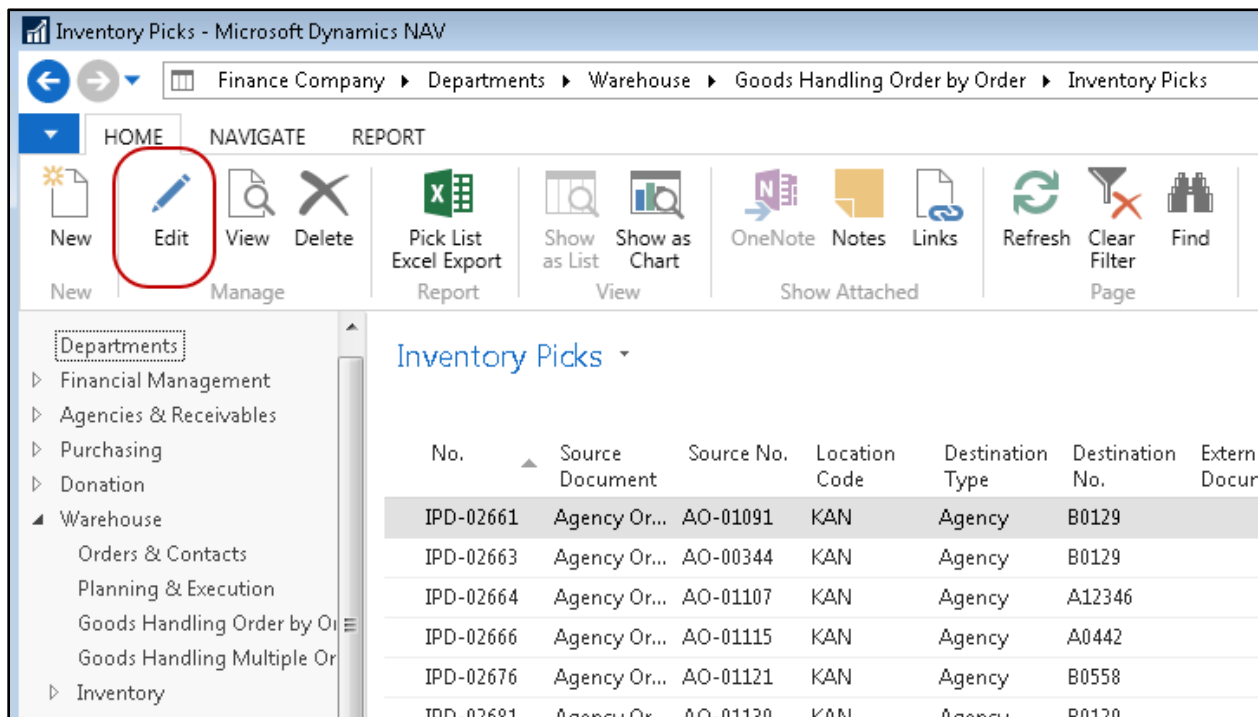 Inventory Picks - Microsoft Dynamics NAV
Finance Company Departments Warehouse Goods Handling Order by Order Inventory Picks
HOME NAVIGATE REPORT
New Edit View Delete Pick List Excel Export Show as List Show as Chart OneNote Notes Links Refresh Clear Filter Find
New Manage Report View Show Attached Page
Departments
Financial Management
Agencies & Receivables
Purchasing
Donation
Warehouse
Orders & Contacts
Planning & Execution
Goods Handling Order by Or
Goods Handling Multiple Or
Inventory
Inventory Picks
No. Source Document Source No. Location Code Destination Type Destination No. Extern Docur
IPD-02661 Agency Or... AO-01091 KAN Agency B0129
IPD-02663 Agency Or... AO-00344 KAN Agency B0129
IPD-02664 Agency Or... AO-01107 KAN Agency A12346
IPD-02666 Agency Or... AO-01115 KAN Agency A0442
IPD-02676 Agency Or... AO-01121 KAN Agency B0558